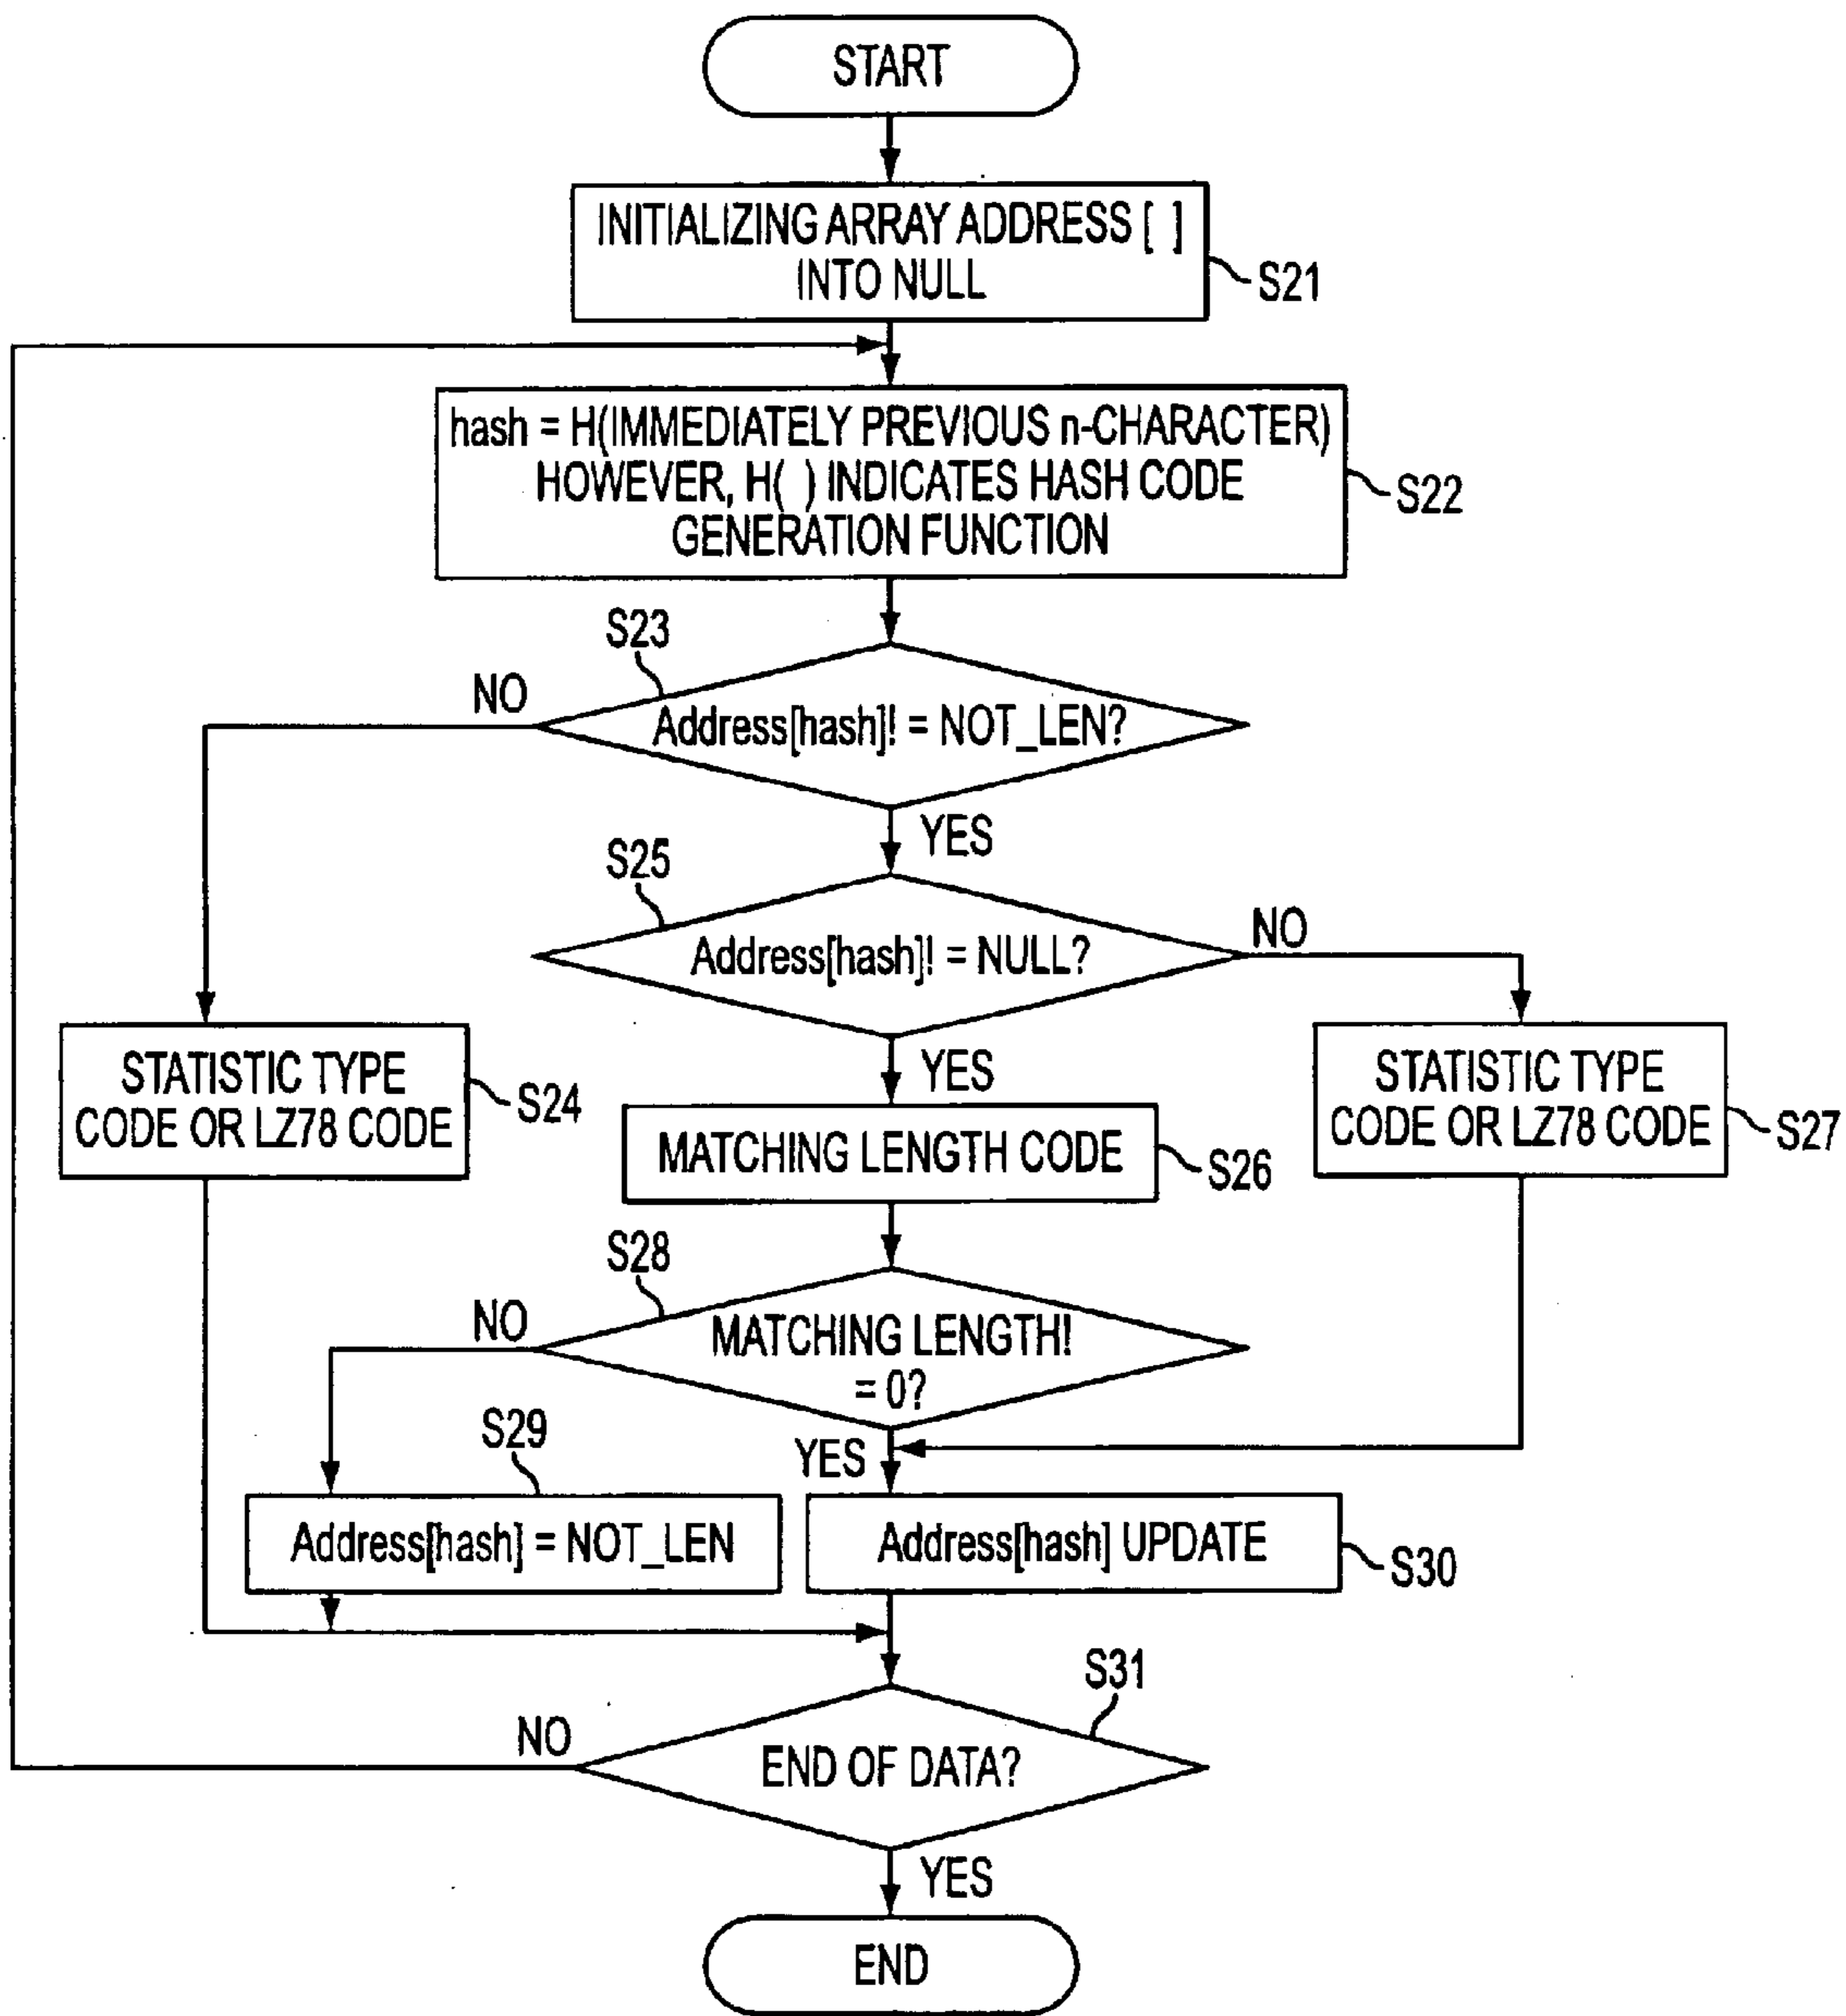 START
INITIALIZING ARRAY ADDRESS [ ]
INTO NULL
S21
hash = H(IMMEDIATELY PREVIOUS n-CHARACTER)
HOWEVER, H( ) INDICATES HASH CODE
GENERATION FUNCTION
S22
S23
NO
Address[hash]! = NOT_LEN?
YES
S25
NO
Address[hash]! = NULL?
STATISTIC TYPE
CODE OR LZ78 CODE
S24
YES
STATISTIC TYPE
CODE OR LZ78 CODE
S27
MATCHING LENGTH CODE
S26
S28
NO
MATCHING LENGTH!
= 0?
S29
YES
Address[hash] = NOT_LEN
Address[hash] UPDATE
S30
S31
NO
END OF DATA?
YES
END